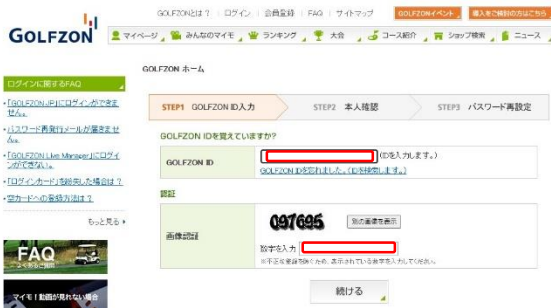 GOLFZONとは？
ログイン
会員登録
FAQ
サイトマップ
GOLFZONイベント
購入をご検討の方はこちら
GOLFZON
マイページ
みんなのマイモ
ランキング
大会
コース紹介
ショップ検索
ニュース
GOLFZON ホーム
ログインに関するFAQ
「GOLFZON.JP」にログインができません。
パスワード再発行メールが届きません。
「GOLFZON Live Manager」にログインができない。
「ログインカード」を紛失した場合は？
空カードへの登録方法は？
もっと見る
FAQ
よくあるご質問
マイモ！動画が見れない場合
STEP1 GOLFZON ID入力
STEP2 本人確認
STEP3 パスワード再設定
GOLFZON IDを覚えていますか？
GOLFZON ID
(IDを入力します。)
GOLFZON IDを忘れました。(IDを検索します。)
認証
画像認証
097695
別の画像を表示
数字を入力
※不正な登録を防ぐため、表示されている数字を入力してください。
続ける